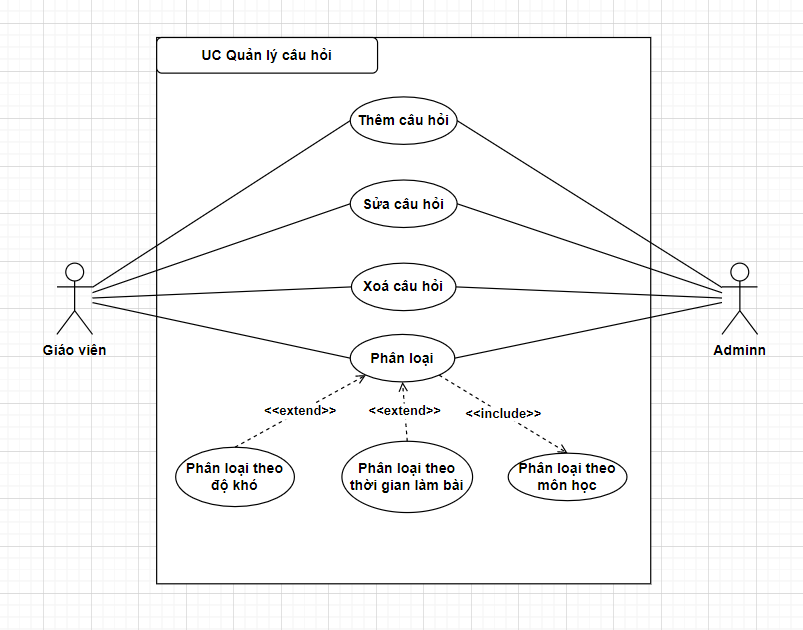 UC Quản lý câu hỏi
Thêm câu hỏi
Sửa câu hỏi
Xoá câu hỏi
Giáo viên
Adminn
Phân loại
<<extend>>
<<extend>>
<<include>>
Phân loại theo
độ khó
Phân loại theo
thời gian làm bài
Phân loại theo
môn học